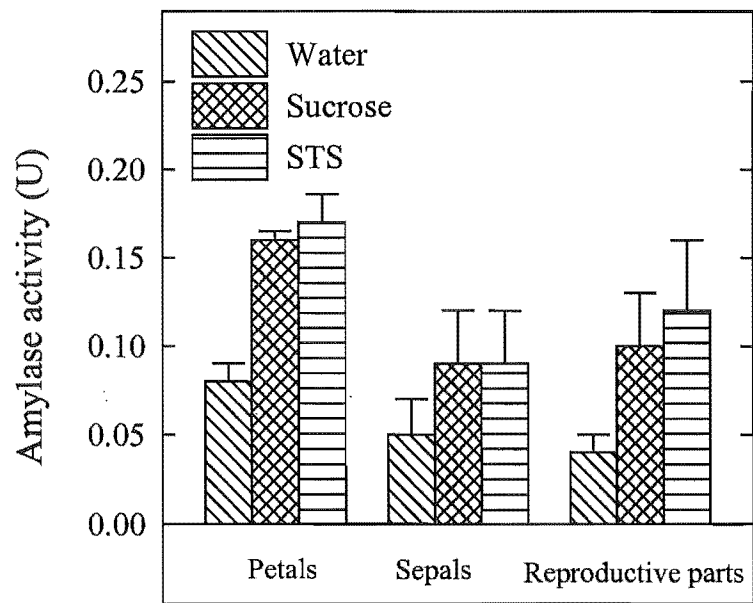 Water
Sucrose
STS
Amylase activity (U)
0.25
0.20
0.15
0.10
0.05
0.00
Petals Sepals Reproductive parts